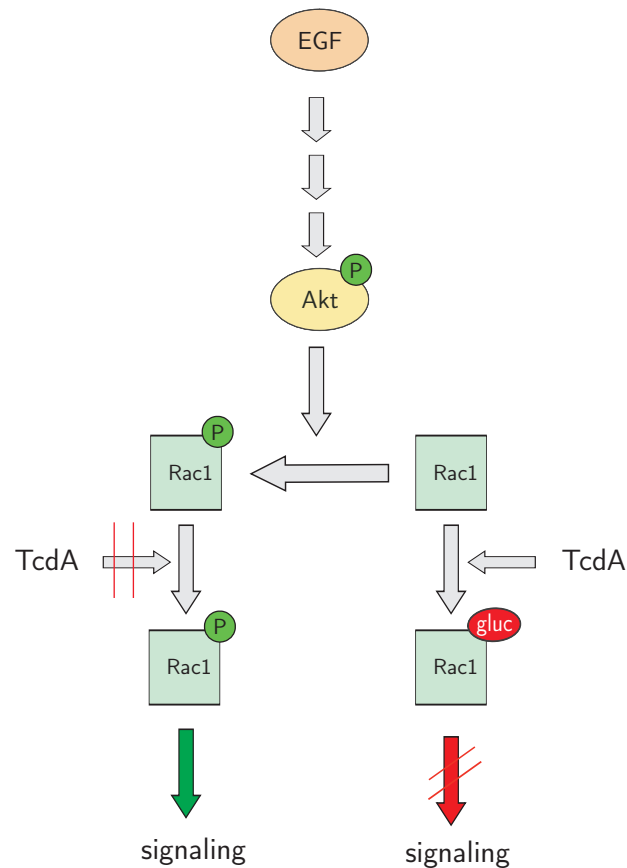 EGF
P
Akt
P
Rac1
Rac1
TcdA
TcdA
P
gluc
Rac1
Rac1
signaling
signaling